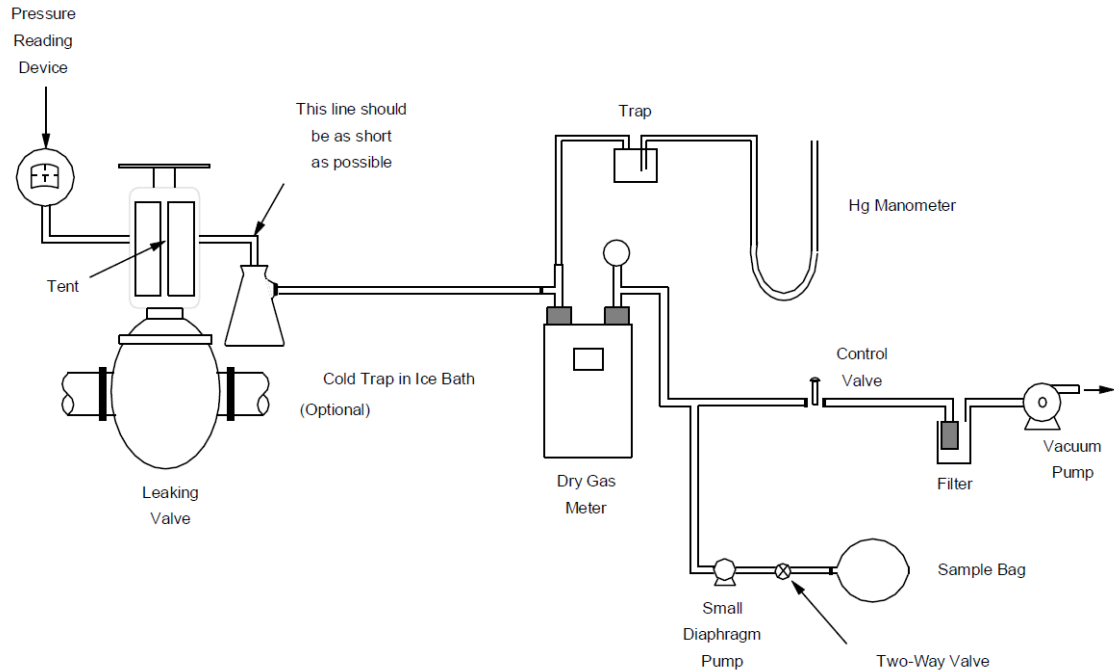 Pressure
Reading
Device
This line should
be as short
as possible
Trap
Hg Manometer
Tent
Control
Valve
Cold Trap in Ice Bath
(Optional)
Vacuum
Pump
Leaking
Valve
Dry Gas
Meter
Filter
Sample Bag
Small
Diaphragm
Pump
Two-Way Valve